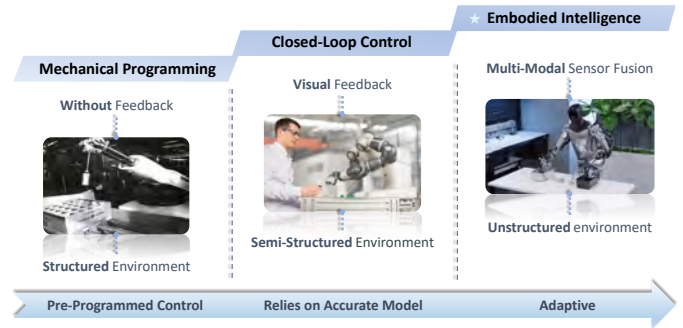 Mechanical Programming
Without Feedback
Structured Environment
Pre-Programmed Control
Closed-Loop Control
Visual Feedback
Semi-Structured Environment
Relies on Accurate Model
Embodied Intelligence
Multi-Modal Sensor Fusion
Unstructured environment
Adaptive